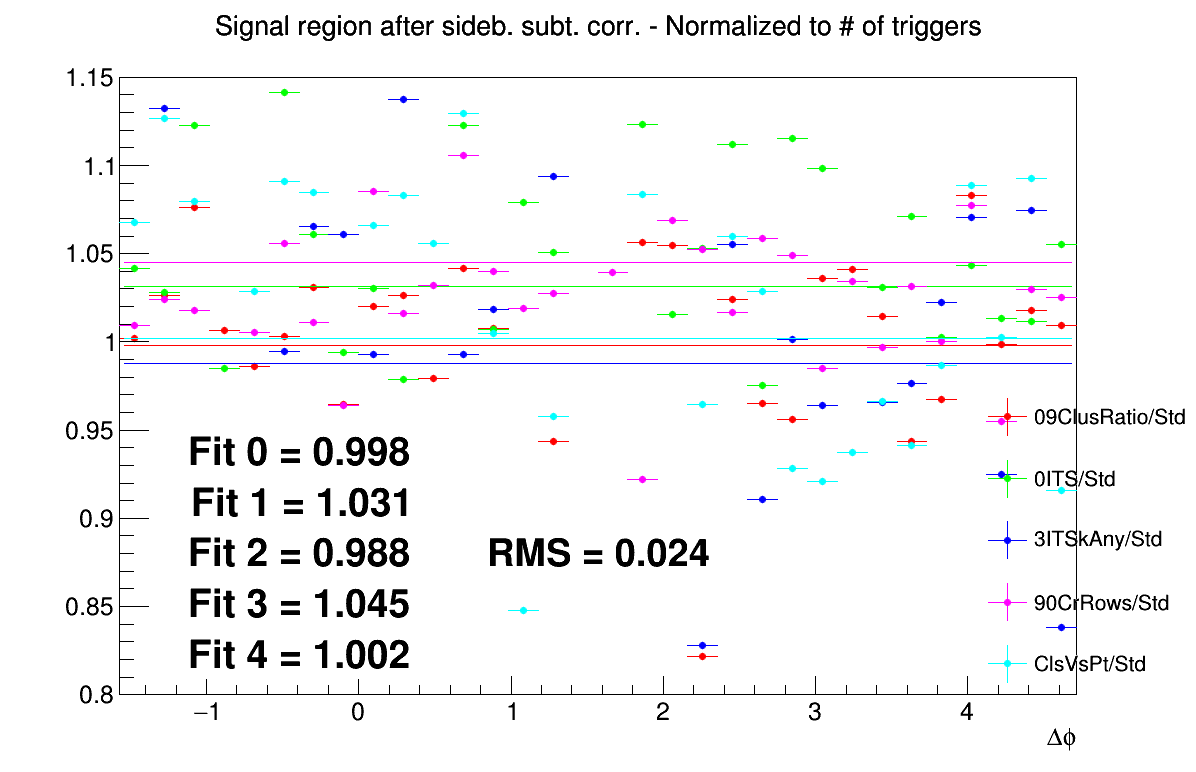 Signal region after sideb. subt. corr. - Normalized to # of triggers
1.15
1.1
1.05
1
0.95
0.9
0.85
0.8
Fit 0 = 0.998
Fit 1 = 1.031
Fit 2 = 0.988
Fit 3 = 1.045
Fit 4 = 1.002
RMS = 0.024
09ClusRatio/Std
0ITS/Std
3ITSkAny/Std
90CrRows/Std
ClsVsPt/Std
−1 0 1 2 3 4
Δϕ